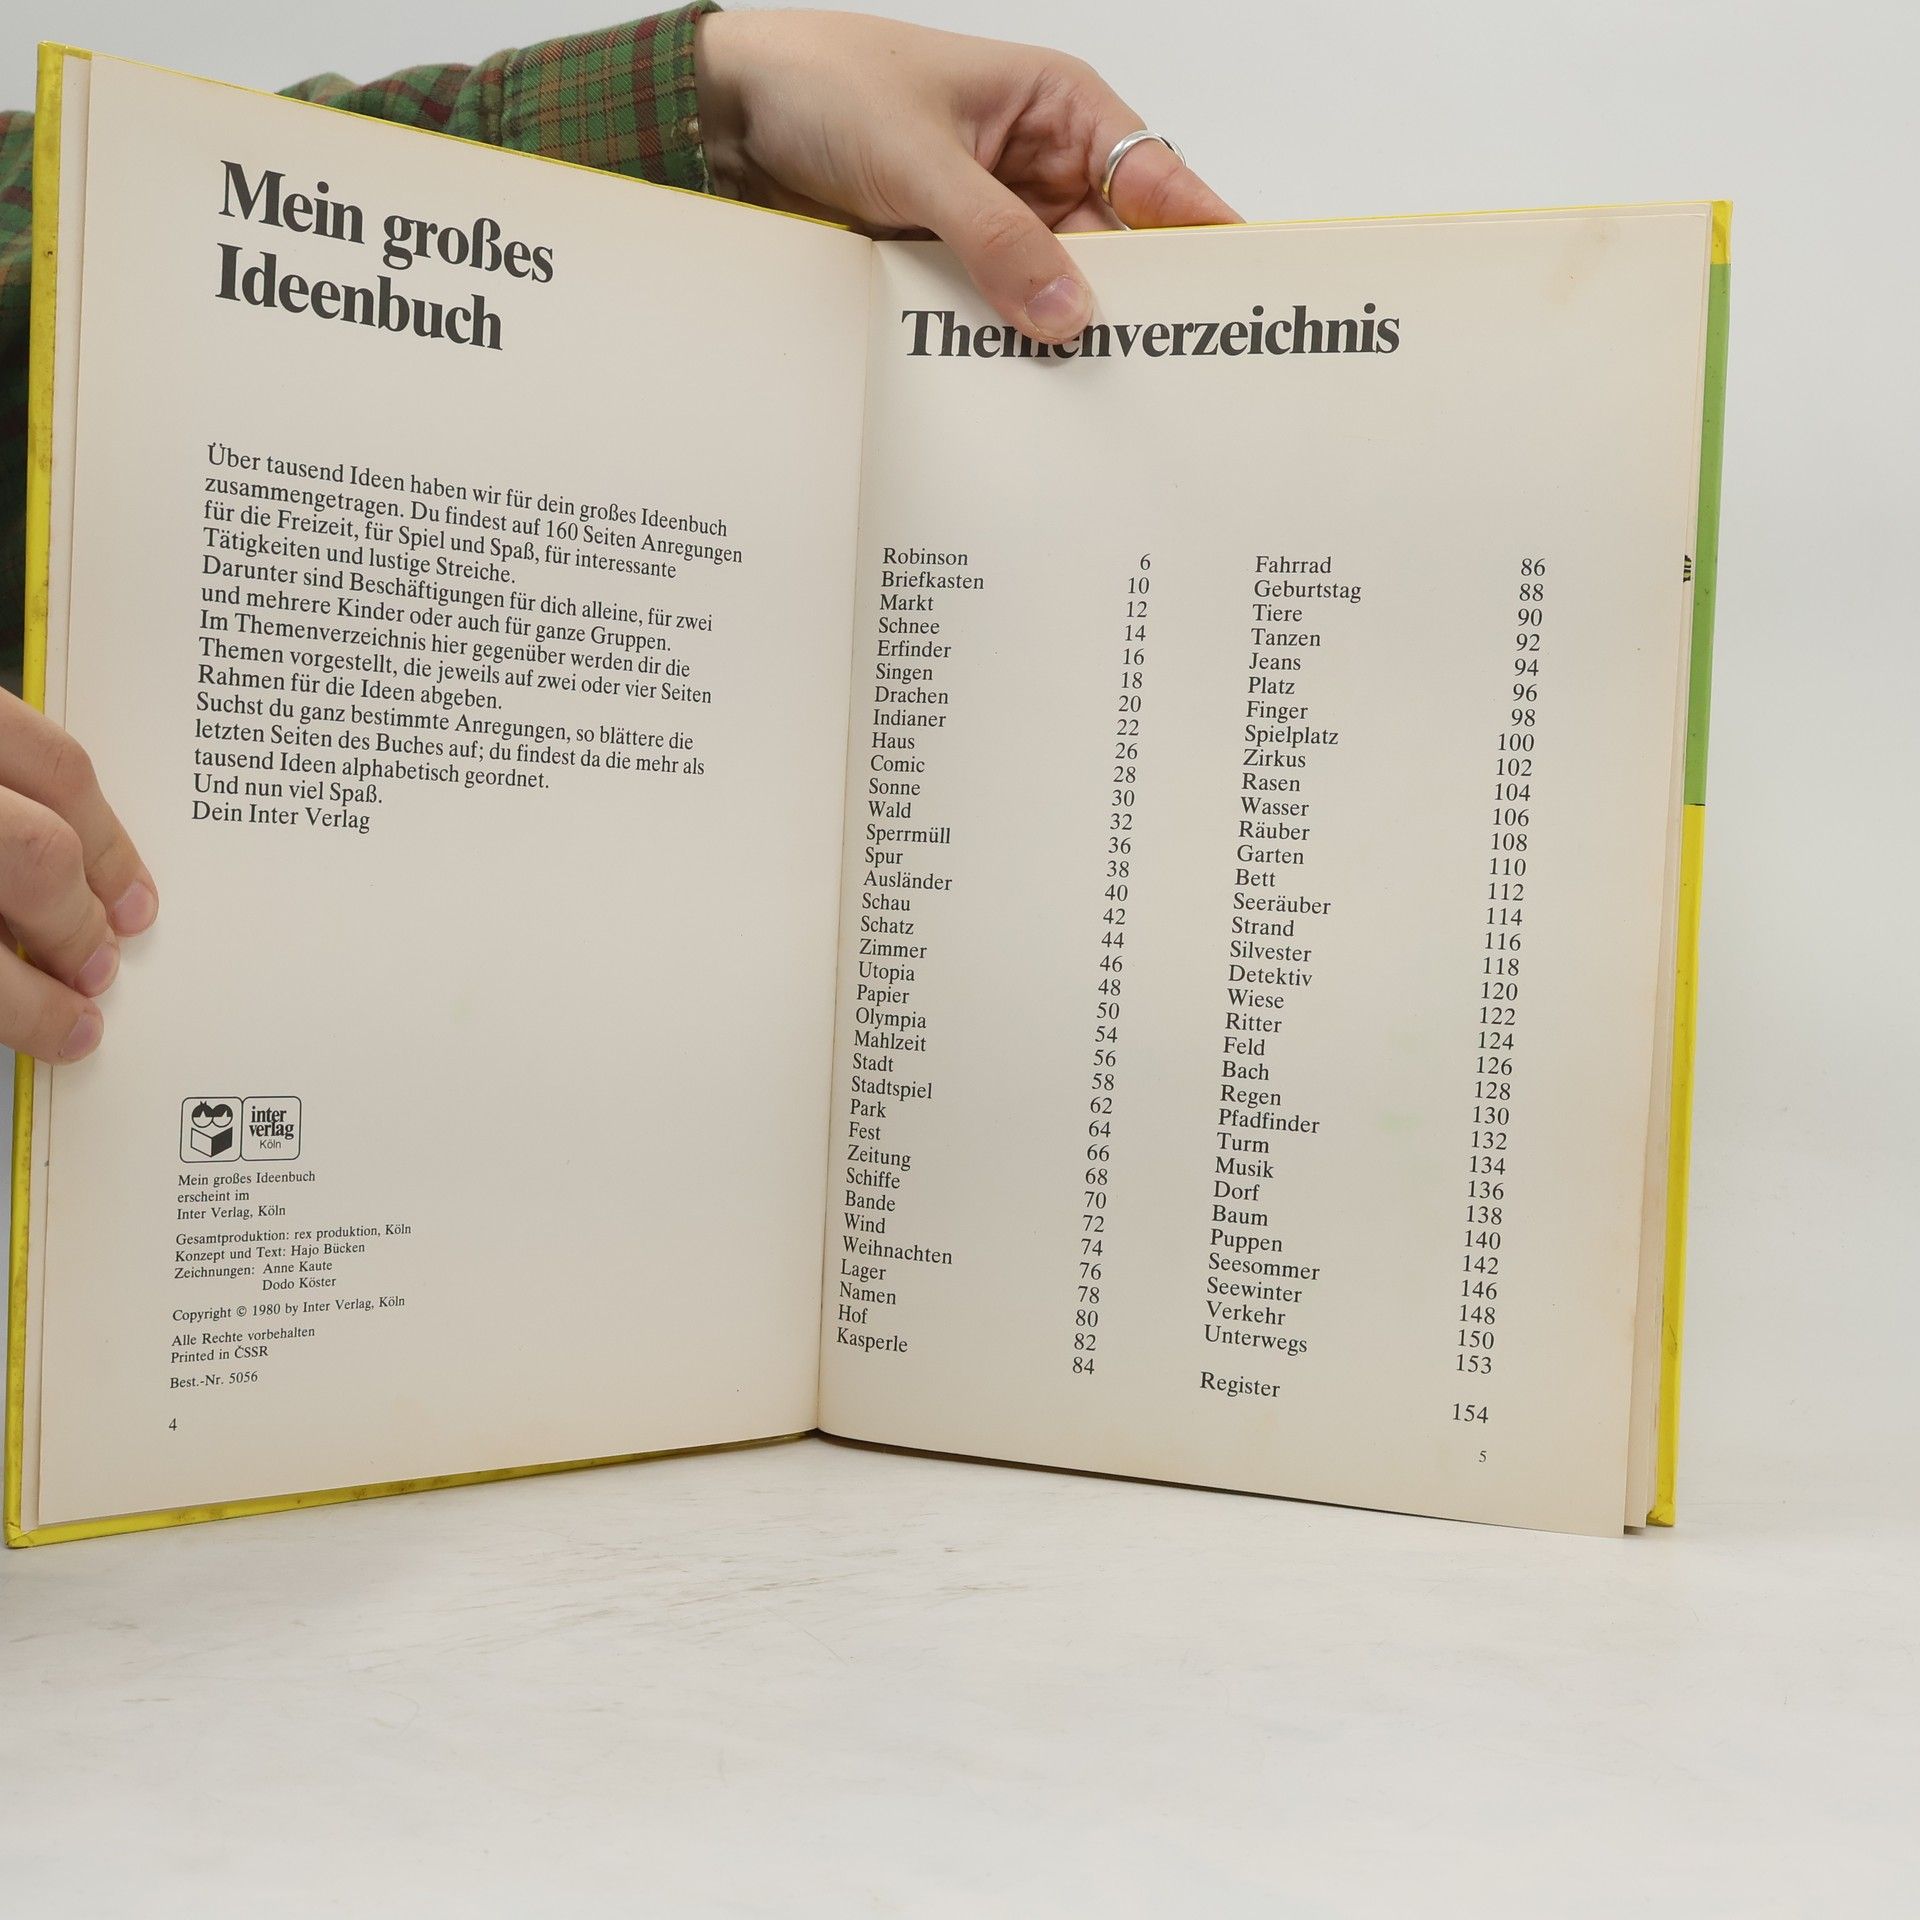 Mein großes
Ideenbuch
Über tausend Ideen haben wir für dein großes Ideenbuch
zusammengetragen. Du findest auf 160 Seiten Anregungen
für die Freizeit, für Spiel und Spaß, für interessante
Tätigkeiten und lustige Streiche.
Darunter sind Beschäftigungen für dich alleine, für zwei
und mehrere Kinder oder auch für ganze Gruppen.
Im Themenverzeichnis hier gegenüber werden dir die
Themen vorgestellt, die jeweils auf zwei oder vier Seiten
Rahmen für die Ideen abgeben.
Suchst du ganz bestimmte Anregungen, so blättere die
letzten Seiten des Buches auf; du findest da die mehr als
tausend Ideen alphabetisch geordnet.
Und nun viel Spaß.
Dein Inter Verlag
inter
verlag
Köln
Mein großes Ideenbuch
erscheint im
Inter Verlag, Köln
Gesamtproduktion: rex produktion, Köln
Konzept und Text: Hajo Bücken
Zeichnungen: Anne Kaute
Dodo Köster
Copyright © 1980 by Inter Verlag, Köln
Alle Rechte vorbehalten
Printed in ČSSR
Best.-Nr. 5056
4
Themenverzeichnis
Robinson 6
Briefkasten 10
Markt 12
Schnee 14
Erfinder 16
Singen 18
Drachen 20
Indianer 22
Haus 26
Comic 28
Sonne 30
Wald 32
Sperrmüll 36
Spur 38
Ausländer 40
Schau 42
Schatz 44
Zimmer 46
Utopia 48
Papier 50
Olympia 54
Mahlzeit 56
Stadt 58
Stadtspiel 62
Park 64
Fest 66
Zeitung 68
Schiffe 70
Bande 72
Wind 74
Weihnachten 76
Lager 78
Namen 80
Hof 82
Kasperle 84
Fahrrad 86
Geburtstag 88
Tiere 90
Tanzen 92
Jeans 94
Platz 96
Finger 98
Spielplatz 100
Zirkus 102
Rasen 104
Wasser 106
Räuber 108
Garten 110
Bett 112
Seeräuber 114
Strand 116
Silvester 118
Detektiv 120
Wiese 122
Ritter 124
Feld 126
Bach 128
Regen 130
Pfadfinder 132
Turm 134
Musik 136
Dorf 138
Baum 140
Puppen 142
Seesommer 146
Seewinter 148
Verkehr 150
Unterwegs 153
Register 154
5